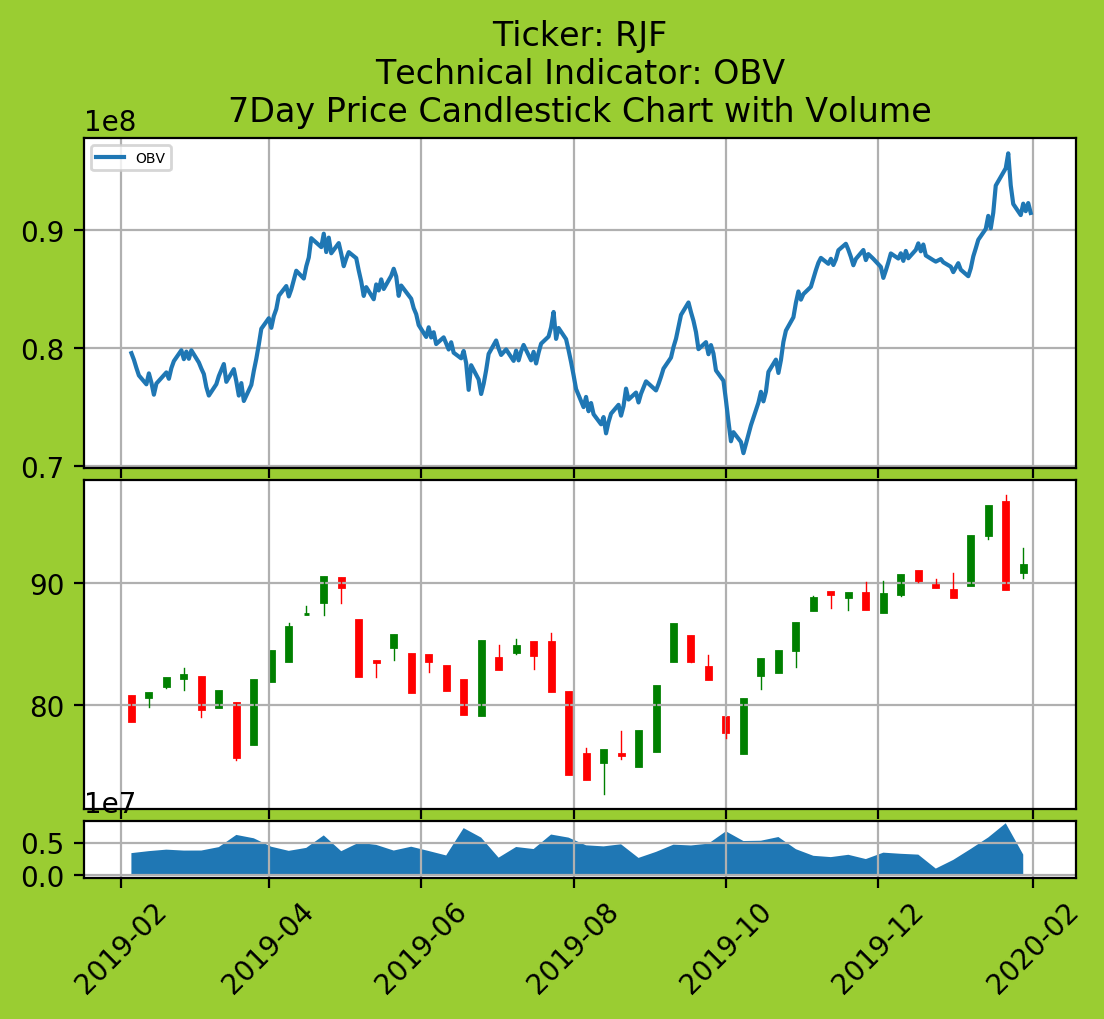 Ticker: RJF
Technical Indicator: OBV
7Day Price Candlestick Chart with Volume
1e8
OBV
0.9
0.8
0.7
90
80
1e7
0.5
0.0
2019-02
2019-04
2019-06
2019-08
2019-10
2019-12
2020-02